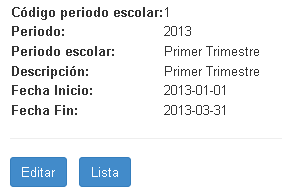 Código periodo escolar:1
Periodo: 2013
Periodo escolar: Primer Trimestre
Descripción: Primer Trimestre
Fecha Inicio: 2013-01-01
Fecha Fin: 2013-03-31
Editar Lista